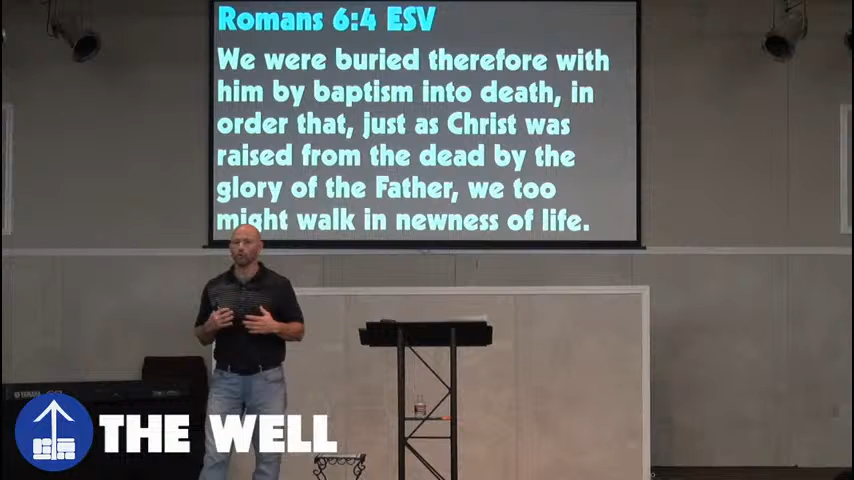 Romans 6:4 ESV
We were buried therefore with
him by baptism into death, in
order that, just as Christ was
raised from the dead by the
glory of the Father, we too
might walk in newness of life.
YAMAHA
THE WELL